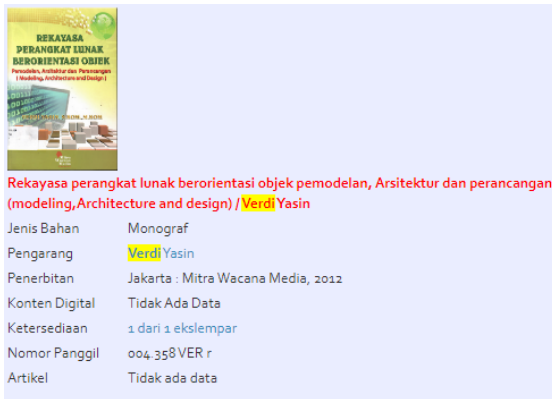 REKAYASA
PERANGKAT LUNAK
BERORIENTASI OBJEK
Pemodelan, Arsitektur dan Perancangan
( Modeling, Architecture and Design )
Rekayasa perangkat lunak berorientasi objek pemodelan, Arsitektur dan perancangan
(modeling,Architecture and design) / Verdi Yasin
Jenis Bahan Monograf
Pengarang Verdi Yasin
Penerbitan Jakarta : Mitra Wacana Media, 2012
Konten Digital Tidak Ada Data
Ketersediaan 1 dari 1 ekslempar
Nomor Panggil 004.358 VER r
Artikel Tidak ada data